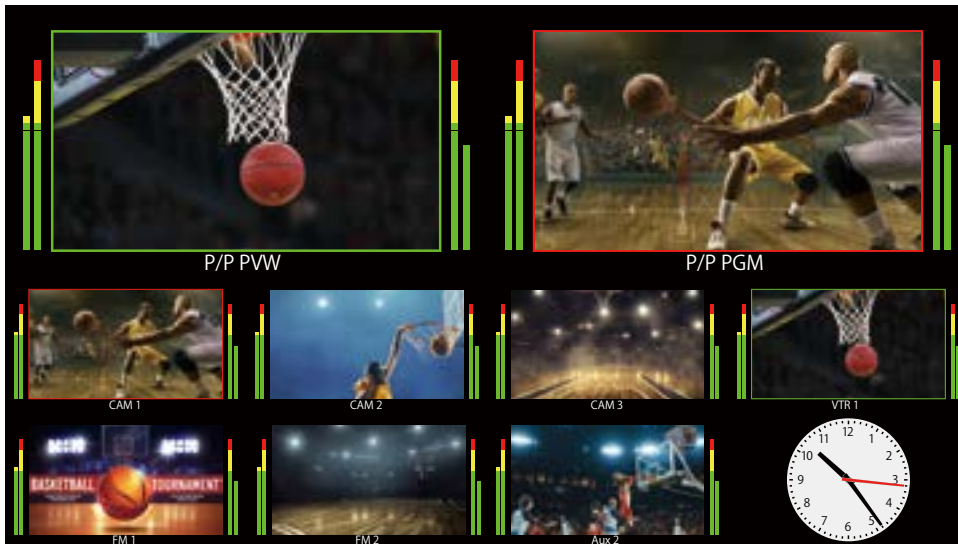 P/P PVW
P/P PGM
CAM 1
CAM 2
CAM 3
VTR 1
BASKETBALL TOURNAMENT
FM 1
FM 2
Aux 2
12
1
2
3
4
5
6
7
8
9
10
11